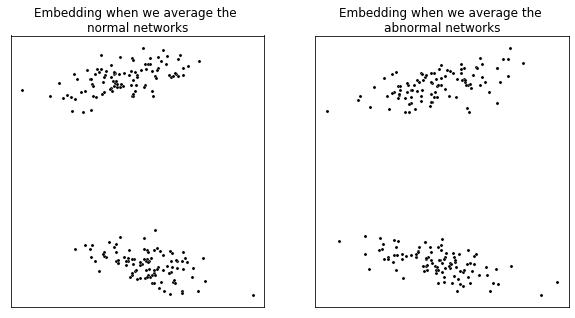 Embedding when we average the
normal networks
Embedding when we average the
abnormal networks